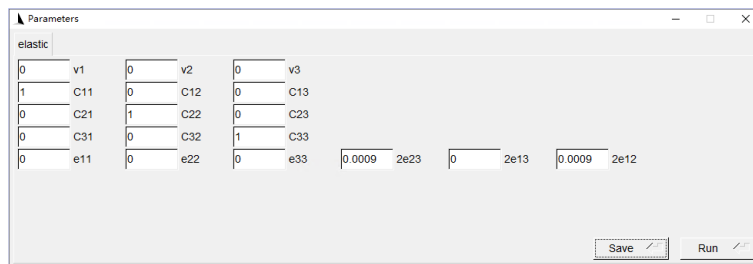 Parameters
elastic
0 v1 0 v2 0 v3
1 C11 0 C12 0 C13
0 C21 1 C22 0 C23
0 C31 0 C32 1 C33
0 e11 0 e22 0 e33 0.0009 2e23 0 2e13 0.0009 2e12
Save Run